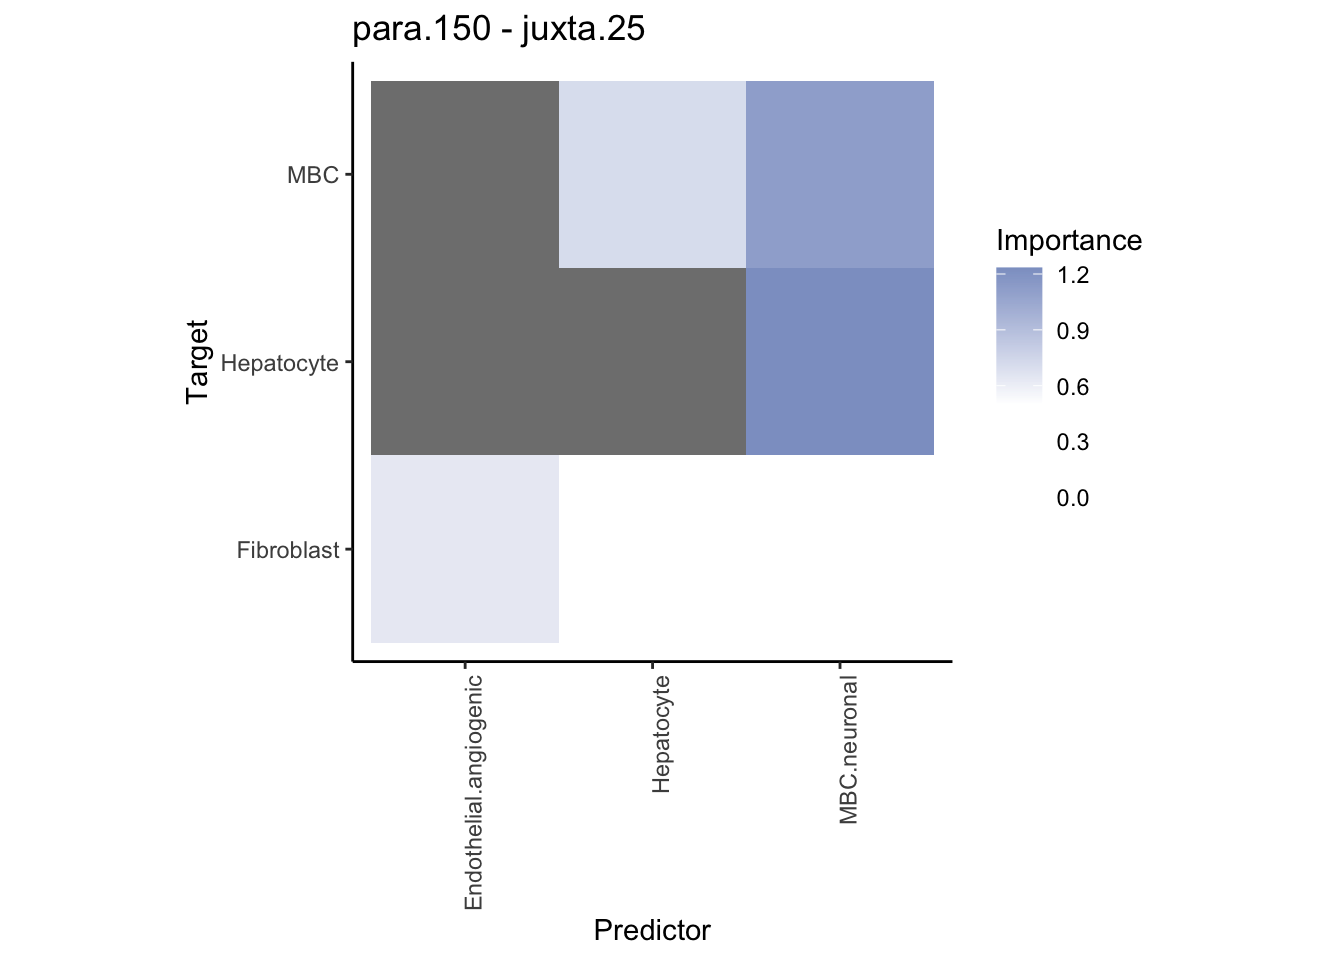 para.150 - juxta.25
MBC
Hepatocyte
Fibroblast
Target
Endothelial.angiogenic
Hepatocyte
MBC.neuronal
Predictor
Importance
1.2
0.9
0.6
0.3
0.0